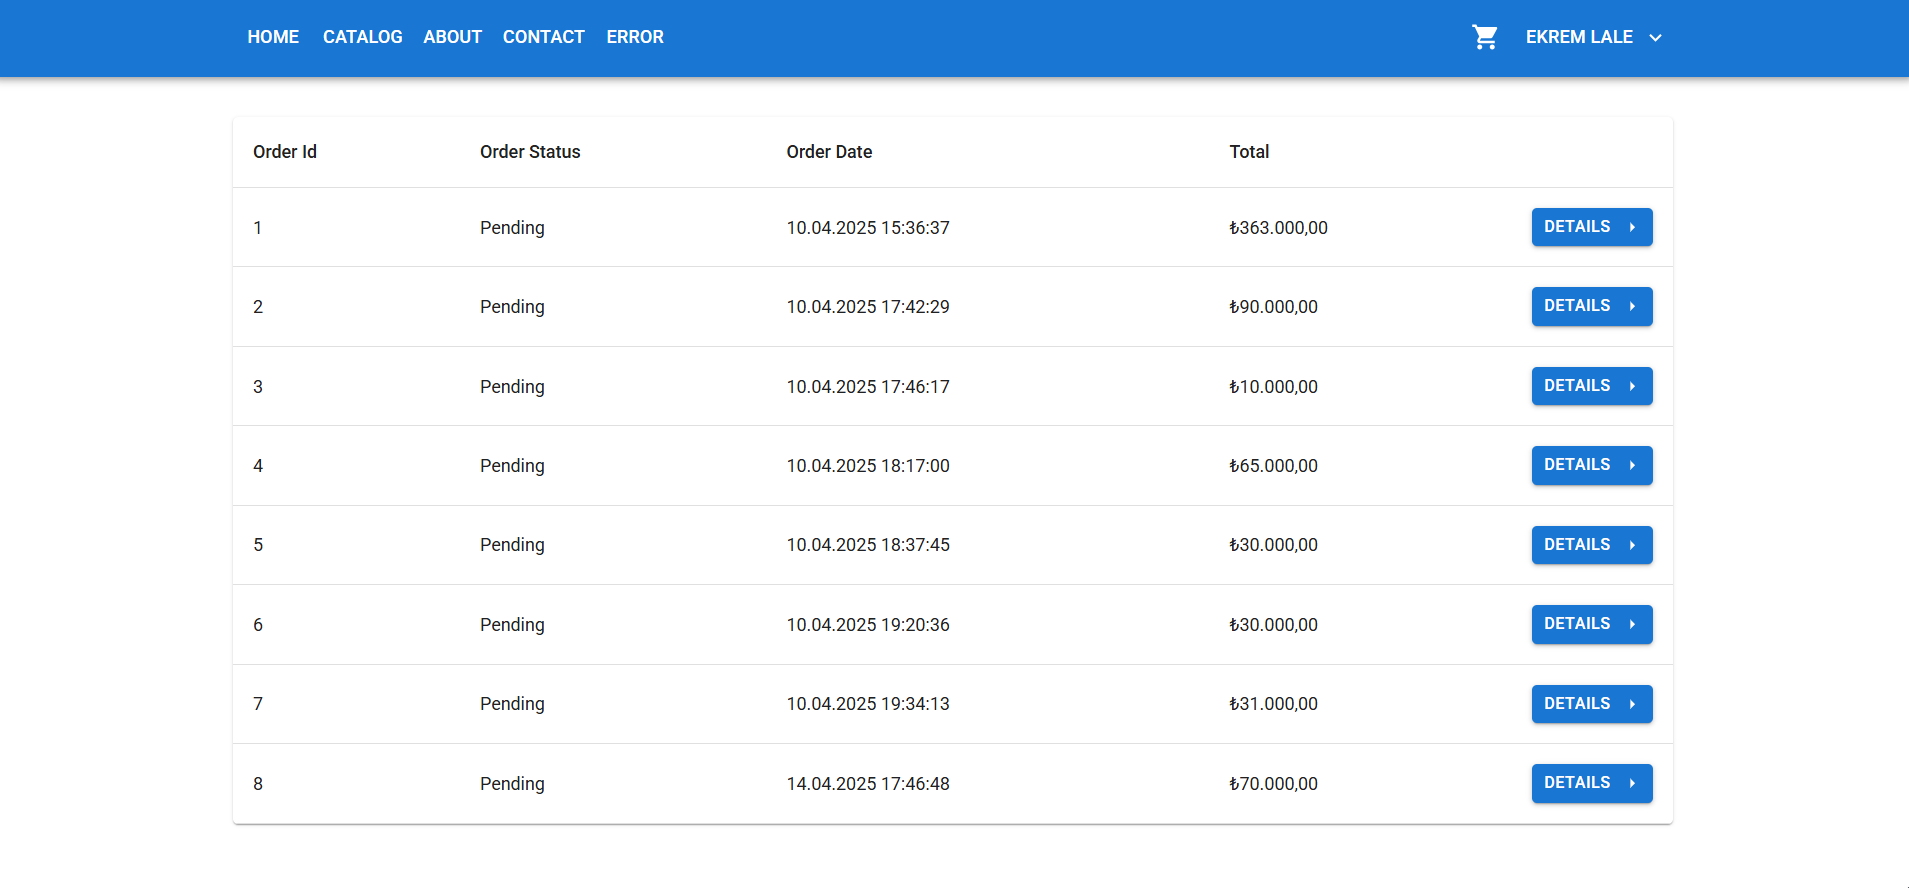 HOME CATALOG ABOUT CONTACT ERROR EKREM LALE
Order Id Order Status Order Date Total
1 Pending 10.04.2025 15:36:37 ₺363.000,00 DETAILS
2 Pending 10.04.2025 17:42:29 ₺90.000,00 DETAILS
3 Pending 10.04.2025 17:46:17 ₺10.000,00 DETAILS
4 Pending 10.04.2025 18:17:00 ₺65.000,00 DETAILS
5 Pending 10.04.2025 18:37:45 ₺30.000,00 DETAILS
6 Pending 10.04.2025 19:20:36 ₺30.000,00 DETAILS
7 Pending 10.04.2025 19:34:13 ₺31.000,00 DETAILS
8 Pending 14.04.2025 17:46:48 ₺70.000,00 DETAILS